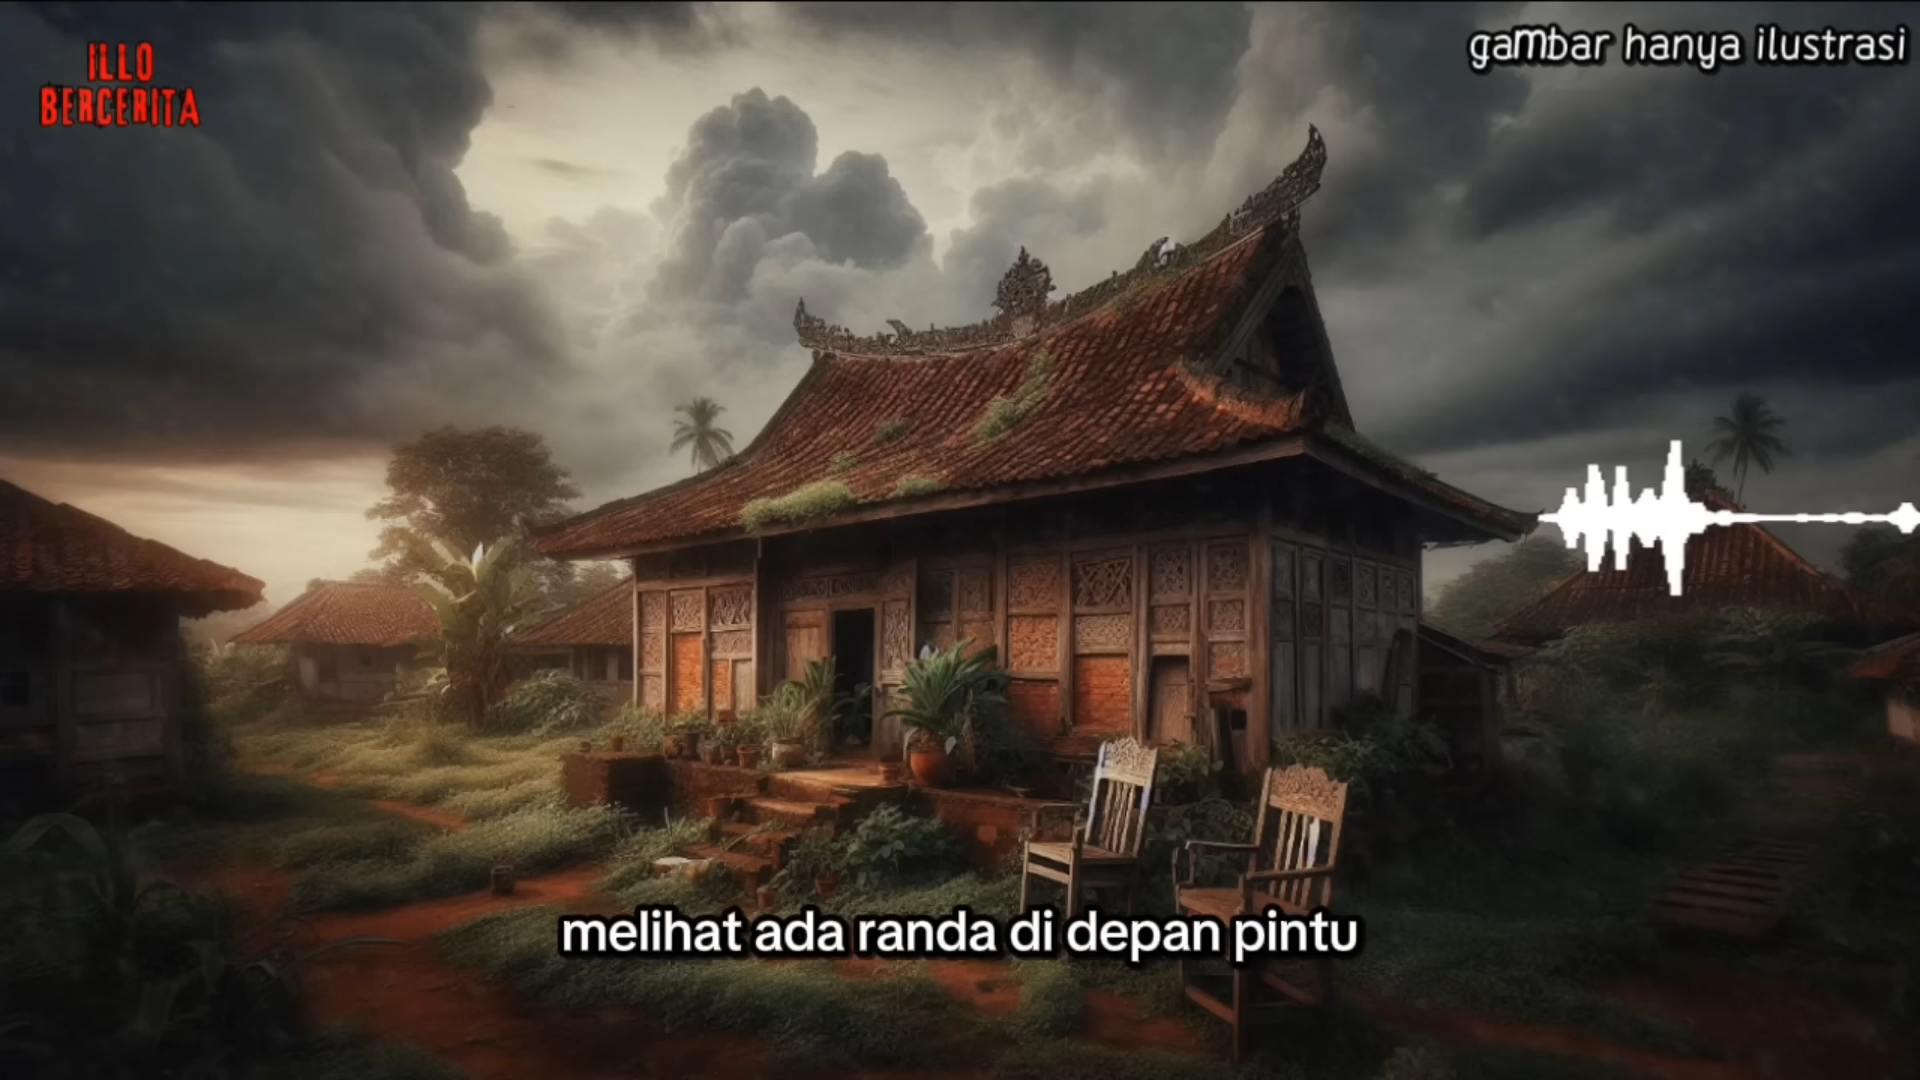 ILLO
BERCERITA
gambar hanya ilustrasi
melihat ada randa di depan pintu